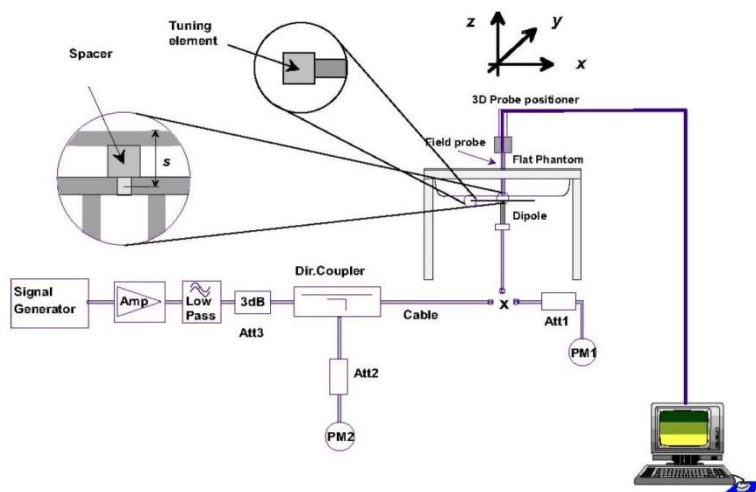 Tuning
element
Spacer
s
z
y
x
3D Probe positioner
Field probe
Flat Phantom
Dipole
Signal
Generator
Amp
Low
Pass
3dB
Att3
Dir.Coupler
Cable
x
Att1
PM1
Att2
PM2